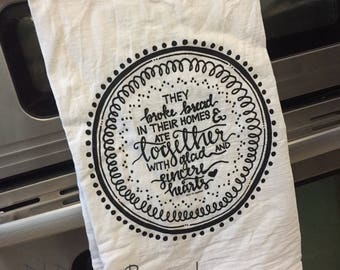 THEY
broke bread
IN THEIR HOMES &
ATE
together
WITH glad AND
sincere
hearts